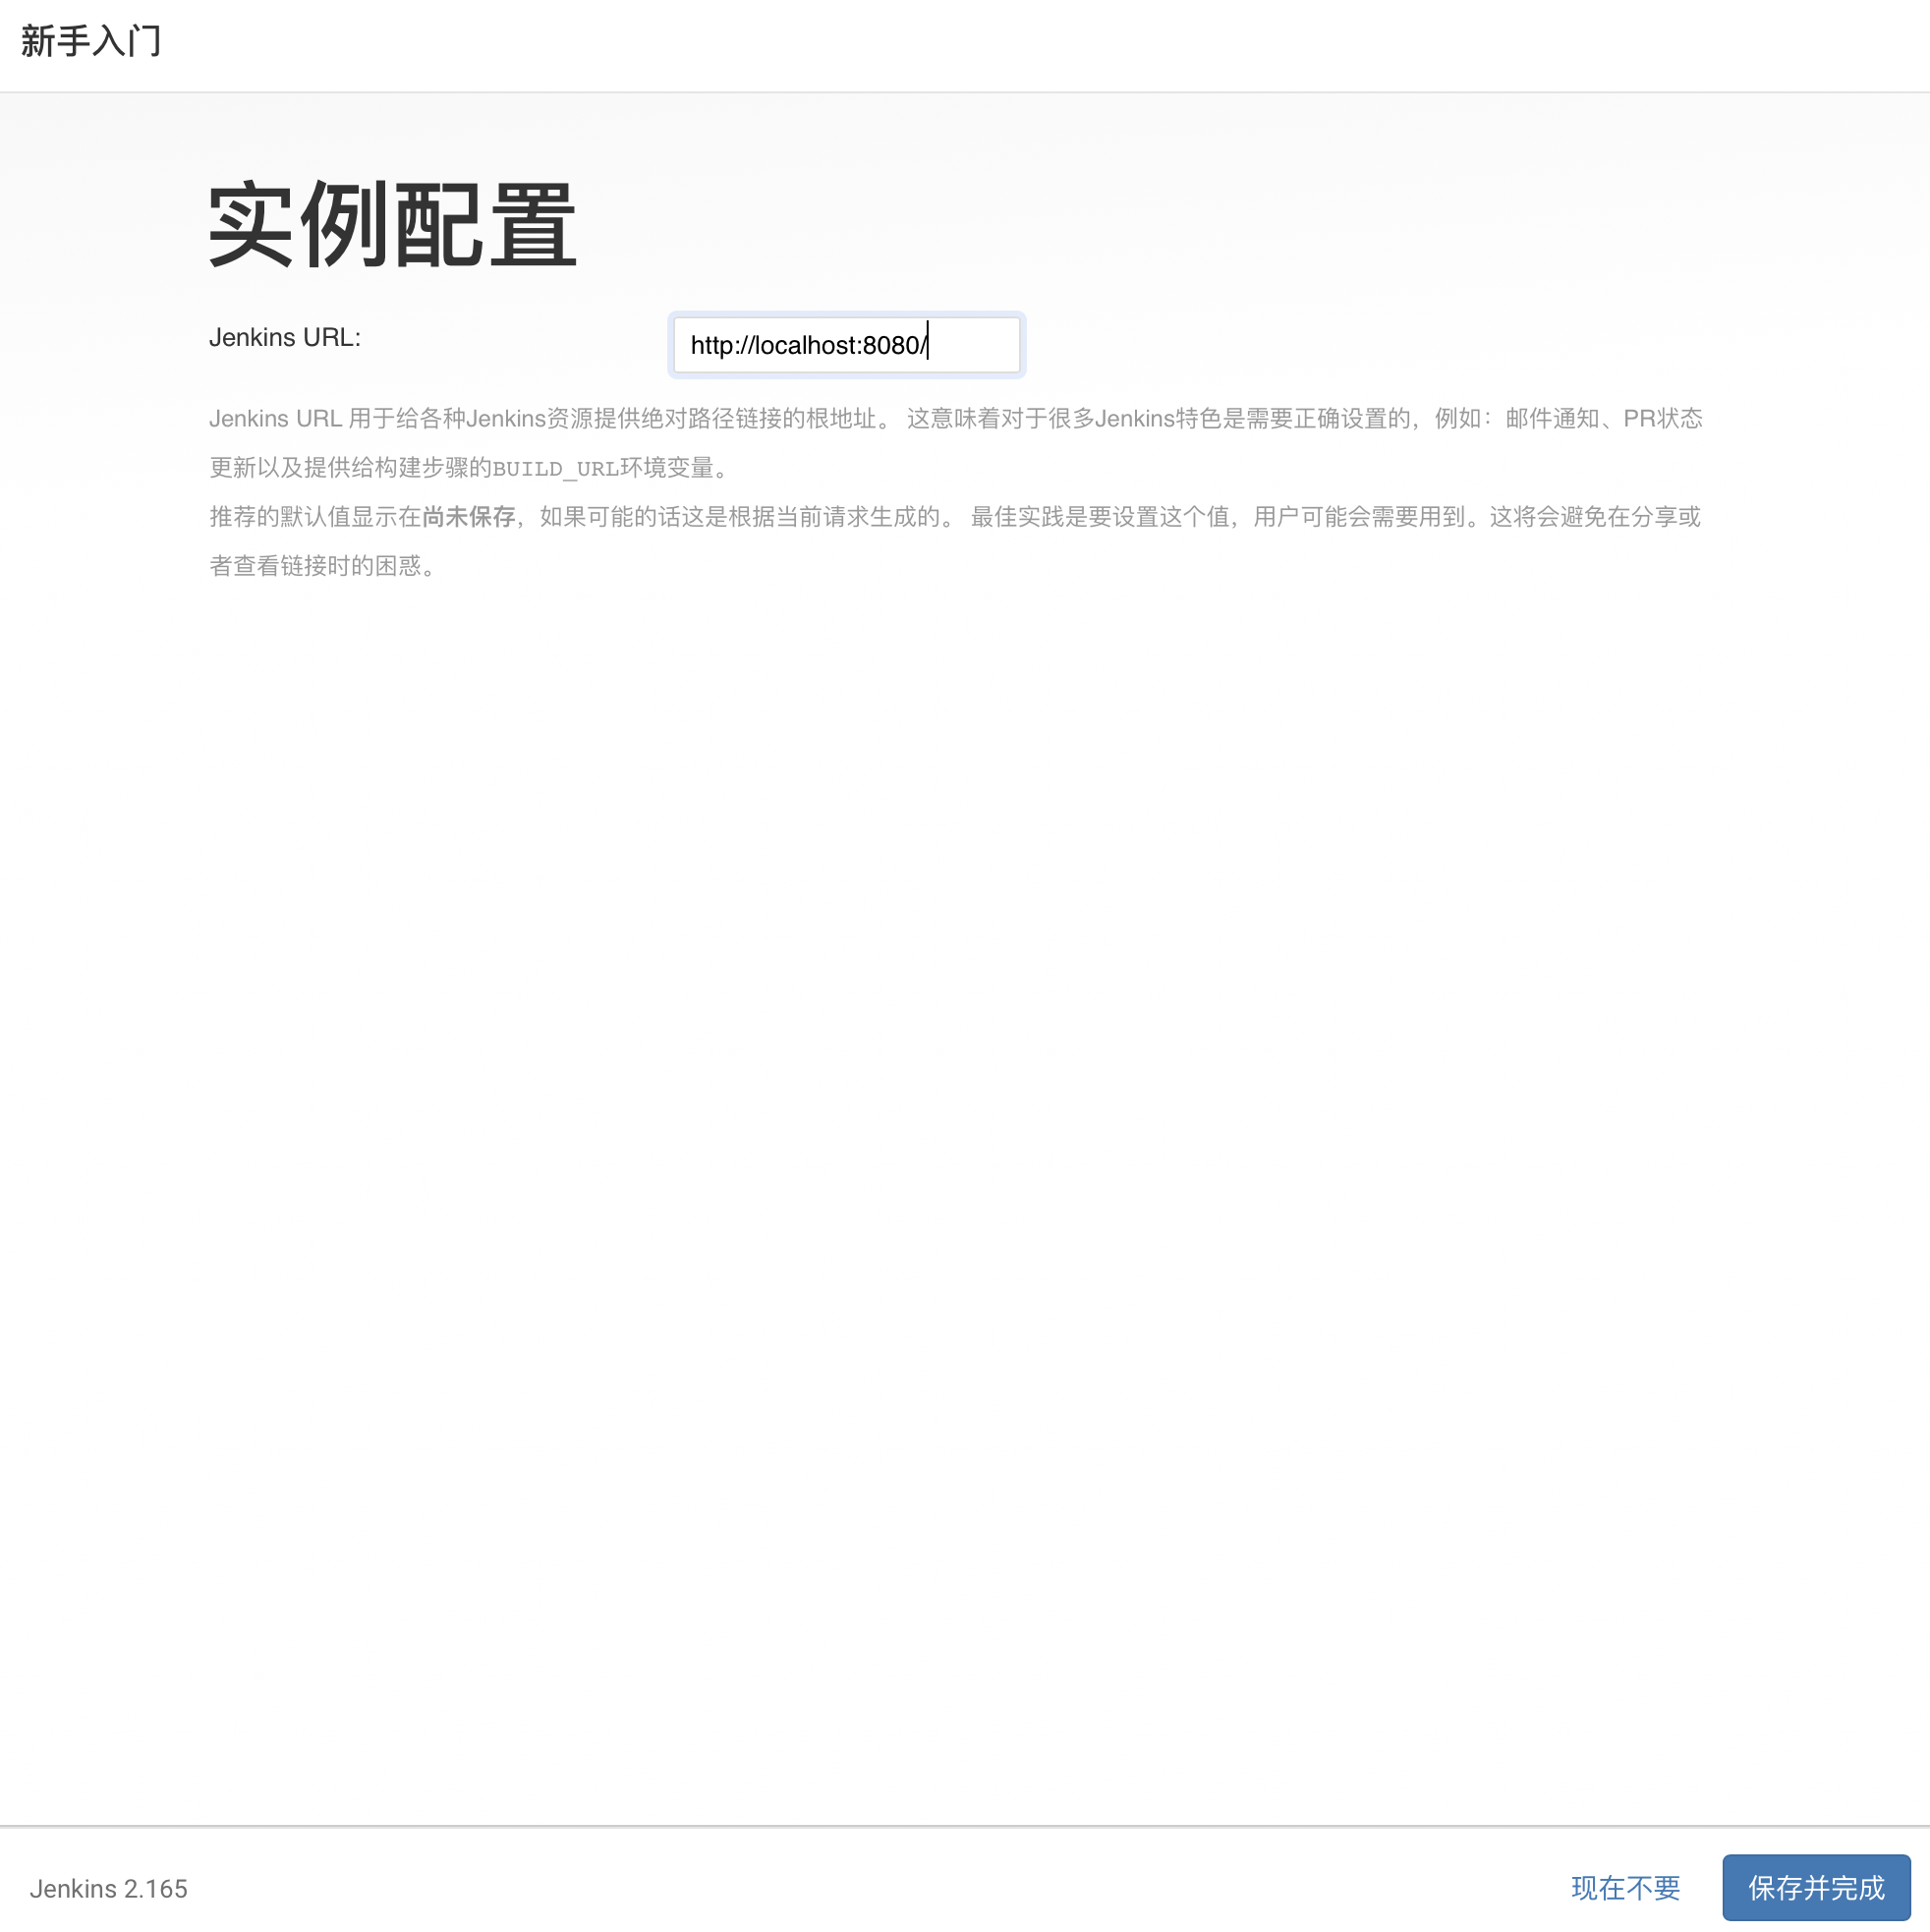 新手入门
实例配置
Jenkins URL:
http://localhost:8080/
Jenkins URL 用于给各种Jenkins资源提供绝对路径链接的根地址。 这意味着对于很多Jenkins特色是需要正确设置的，例如：邮件通知、PR状态
更新以及提供给构建步骤的BUILD_URL环境变量。
推荐的默认值显示在尚未保存，如果可能的话这是根据当前请求生成的。 最佳实践是要设置这个值，用户可能会需要用到。这将会避免在分享或
者查看链接时的困惑。
Jenkins 2.165
现在不要
保存并完成